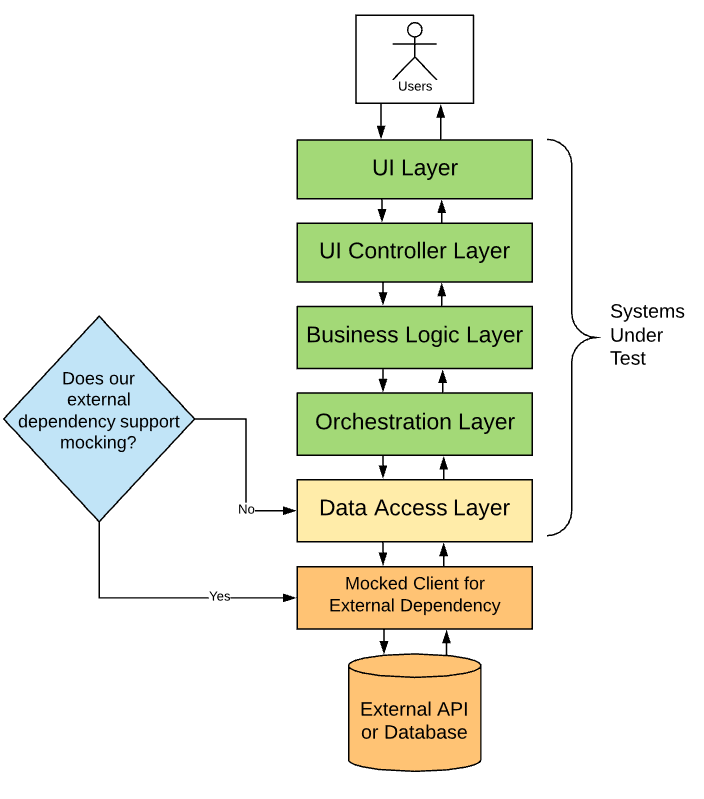 Users
UI Layer
UI Controller Layer
Business Logic Layer
Orchestration Layer
Data Access Layer
Mocked Client for
External Dependency
External API
or Database
Systems
Under
Test
Does our
external
dependency support
mocking?
No
Yes